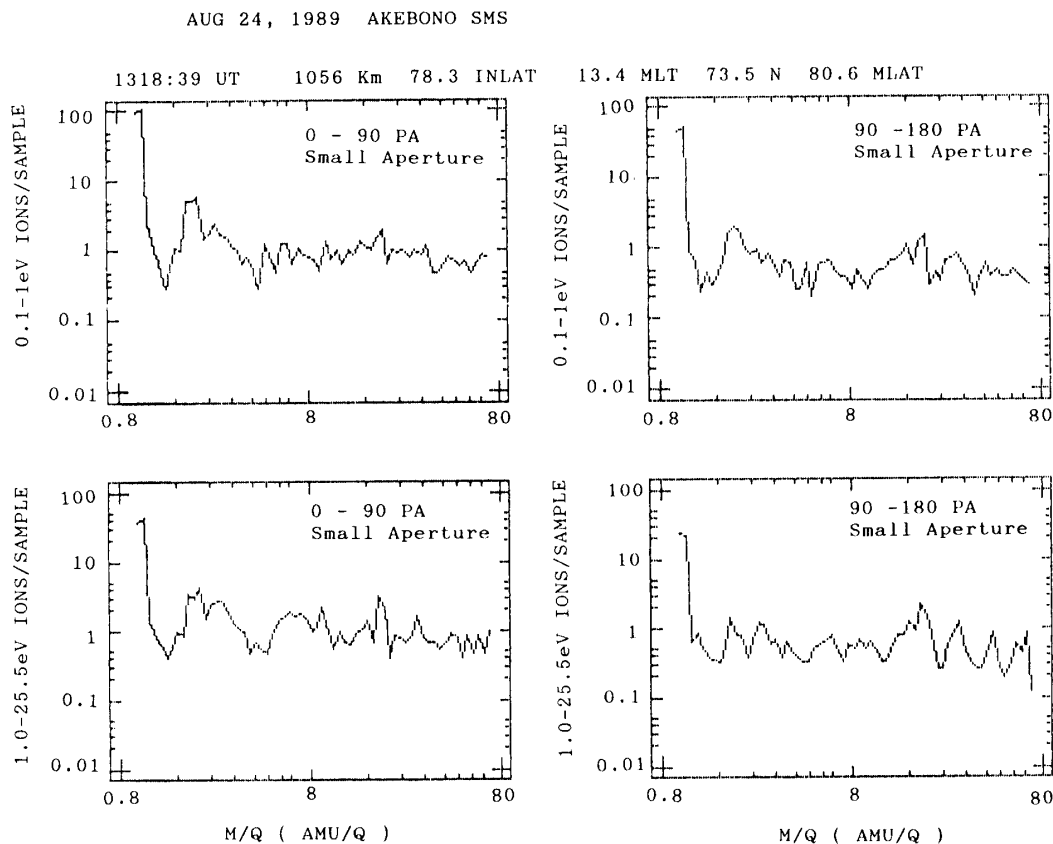 AUG 24, 1989 AKEBONO SMS
1318:39 UT 1056 Km 78.3 INLAT 13.4 MLT 73.5 N 80.6 MLAT
0.1-1eV IONS/SAMPLE
100
10
1
0.1
0.01
0 - 90 PA
Small Aperture
0.8
8
80
0.1-1eV IONS/SAMPLE
100
10
1
0.1
0.01
90 -180 PA
Small Aperture
0.8
8
80
1.0-25.5eV IONS/SAMPLE
100
10
1
0.1
0.01
0 - 90 PA
Small Aperture
0.8
8
80
M/Q ( AMU/Q )
1.0-25.5eV IONS/SAMPLE
100
10
1
0.1
0.01
90 -180 PA
Small Aperture
0.8
8
80
M/Q ( AMU/Q )